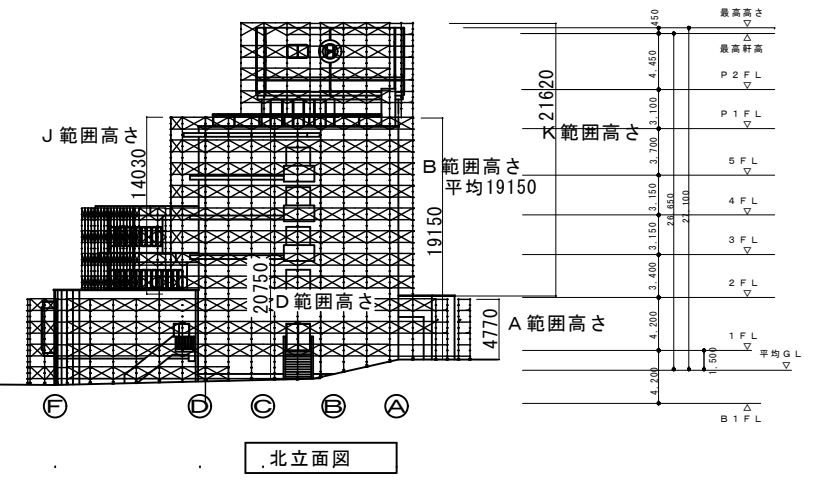 最高高さ
450
最高軒高
4.450
P2FL
3.100
P1FL
3.700
5FL
3.150
4FL
26.650
27.100
3.150
3FL
3.400
2FL
4.200
1FL
平均GL
1.500
4.200
B1FL
21620
K範囲高さ
J範囲高さ
14030
B範囲高さ
平均19150
19150
20750
D範囲高さ
4770
A範囲高さ
H
F
D
C
B
A
北立面図